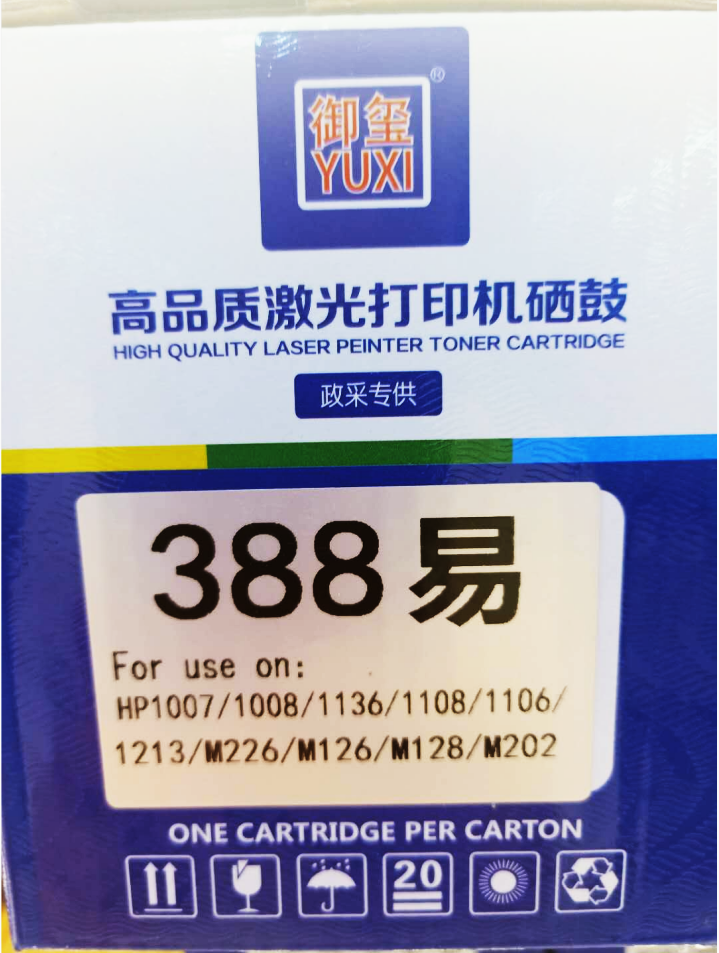 御玺
YUXI
®
高品质激光打印机硒鼓
HIGH QUALITY LASER PEINTER TONER CARTRIDGE
政采专供
388易
For use on:
HP1007/1008/1136/1108/1106/
1213/M226/M126/M128/M202
ONE CARTRIDGE PER CARTON
20